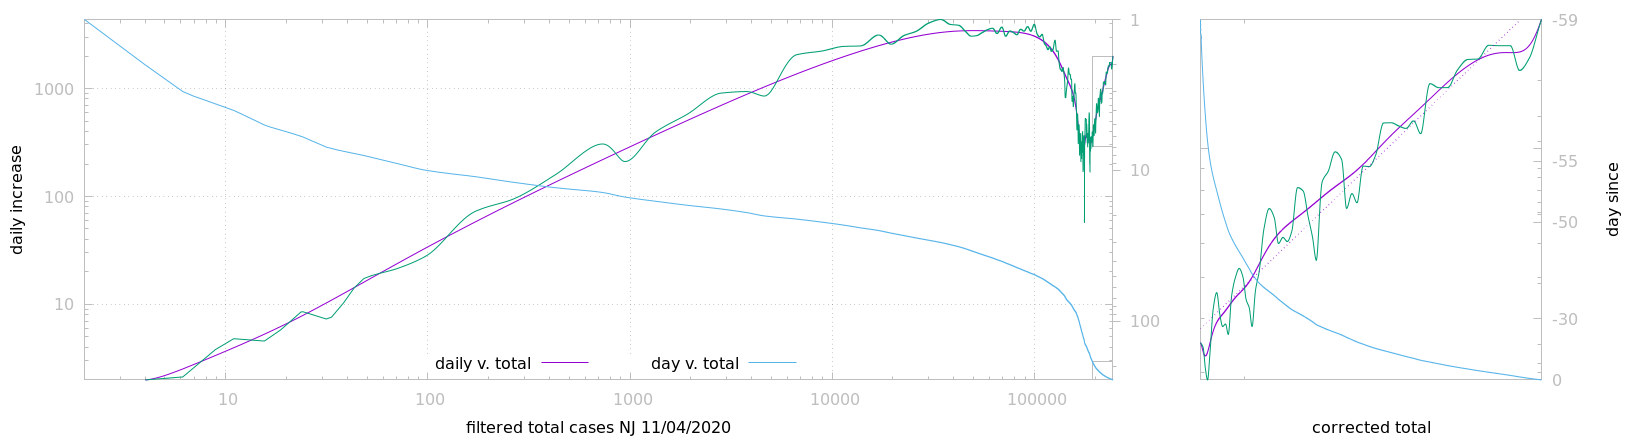 daily increase
1000
100
10
10
100
1000
10000
100000
1
10
100
daily v. total
day v. total
filtered total cases NJ 11/04/2020
-59
-55
-50
-30
0
day since
corrected total